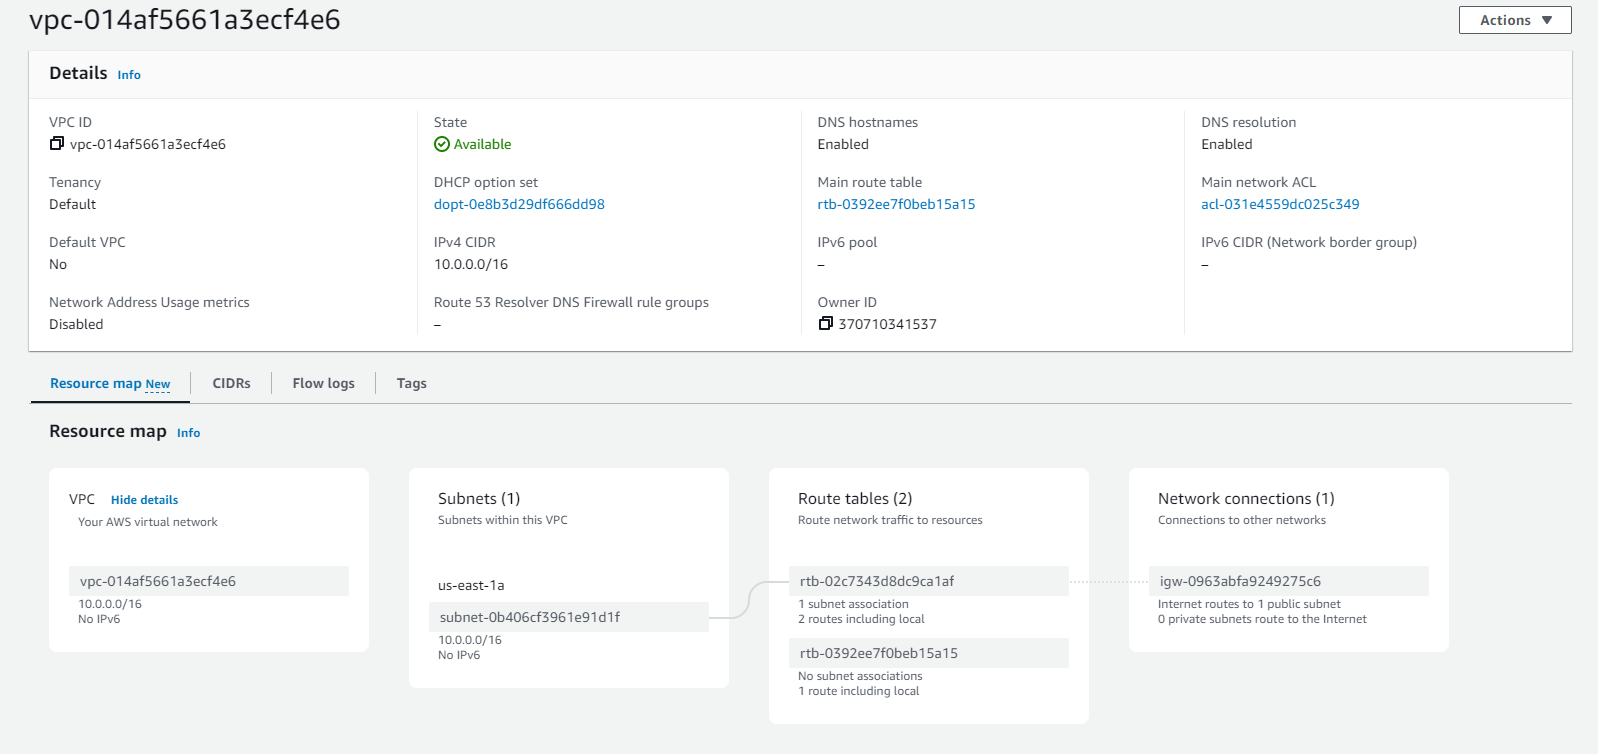 vpc-014af5661a3ecf4e6
Actions
Details Info
VPC ID
vpc-014af5661a3ecf4e6
State
Available
DNS hostnames
Enabled
DNS resolution
Enabled
Tenancy
Default
DHCP option set
dopt-0e8b3d29df666dd98
Main route table
rtb-0392ee7f0beb15a15
Main network ACL
acl-031e4559dc025c349
Default VPC
No
IPv4 CIDR
10.0.0.0/16
IPv6 pool
–
IPv6 CIDR (Network border group)
–
Network Address Usage metrics
Disabled
Route 53 Resolver DNS Firewall rule groups
–
Owner ID
370710341537
Resource map New
CIDRs
Flow logs
Tags
Resource map Info
VPC Hide details
Your AWS virtual network
vpc-014af5661a3ecf4e6
10.0.0.0/16
No IPv6
Subnets (1)
Subnets within this VPC
us-east-1a
subnet-0b406cf3961e91d1f
10.0.0.0/16
No IPv6
Route tables (2)
Route network traffic to resources
rtb-02c7343d8dc9ca1af
1 subnet association
2 routes including local
rtb-0392ee7f0beb15a15
No subnet associations
1 route including local
Network connections (1)
Connections to other networks
igw-0963abfa9249275c6
Internet routes to 1 public subnet
0 private subnets route to the Internet